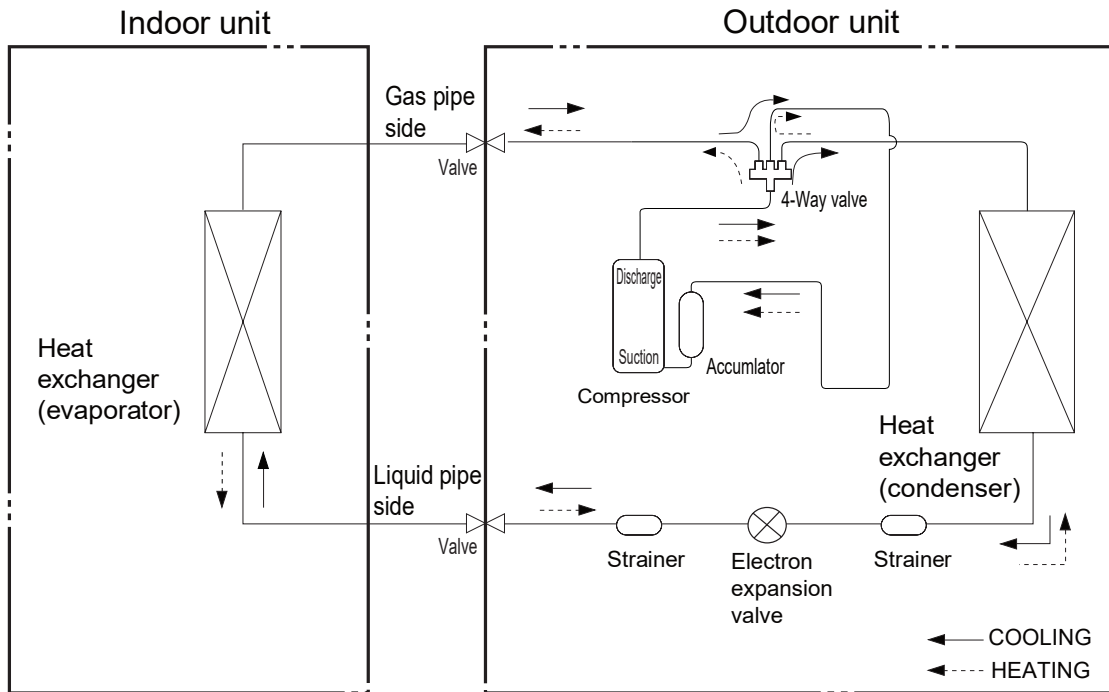 Indoor unit
Outdoor unit
Gas pipe
side
Valve
4-Way valve
Discharge
Suction
Compressor
Accumlator
Heat
exchanger
(evaporator)
Heat
exchanger
(condenser)
Liquid pipe
side
Valve
Strainer
Electron
expansion
valve
Strainer
COOLING
HEATING